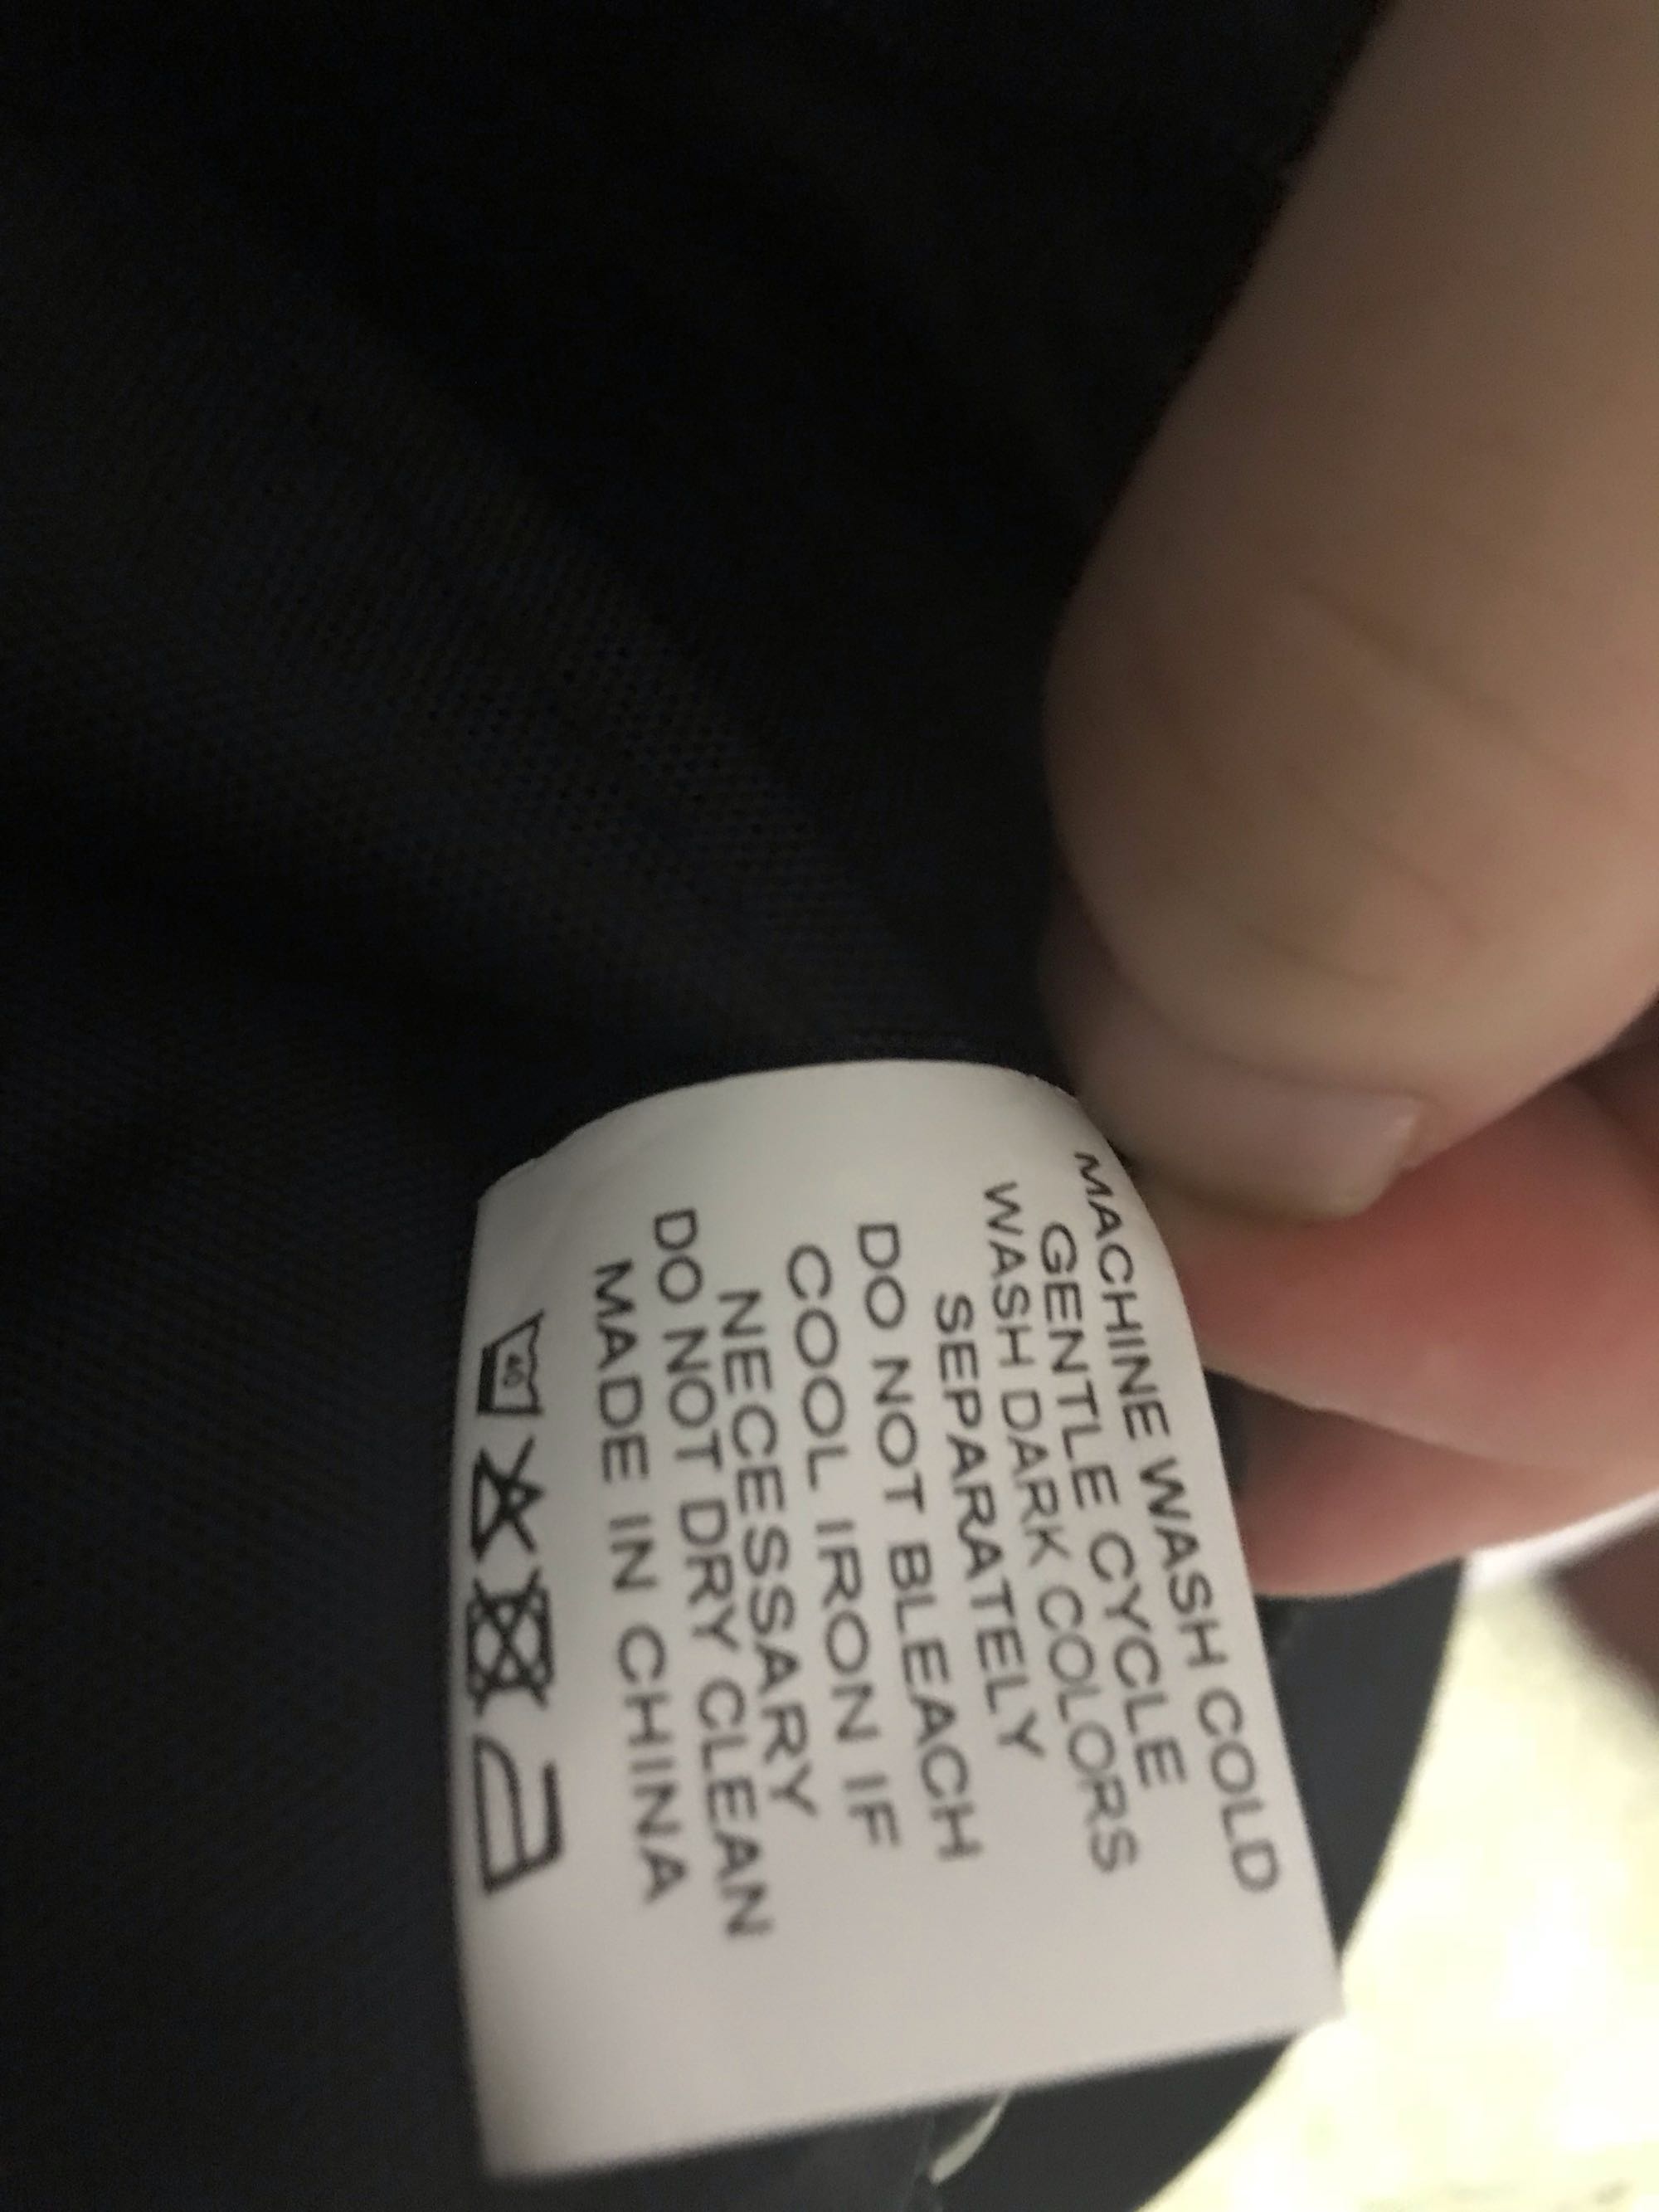 MACHINE WASH COLD
GENTLE CYCLE
WASH DARK COLORS
SEPARATELY
DO NOT BLEACH
COOL IRON IF
NECESSARY
DO NOT DRY CLEAN
MADE IN CHINA
40